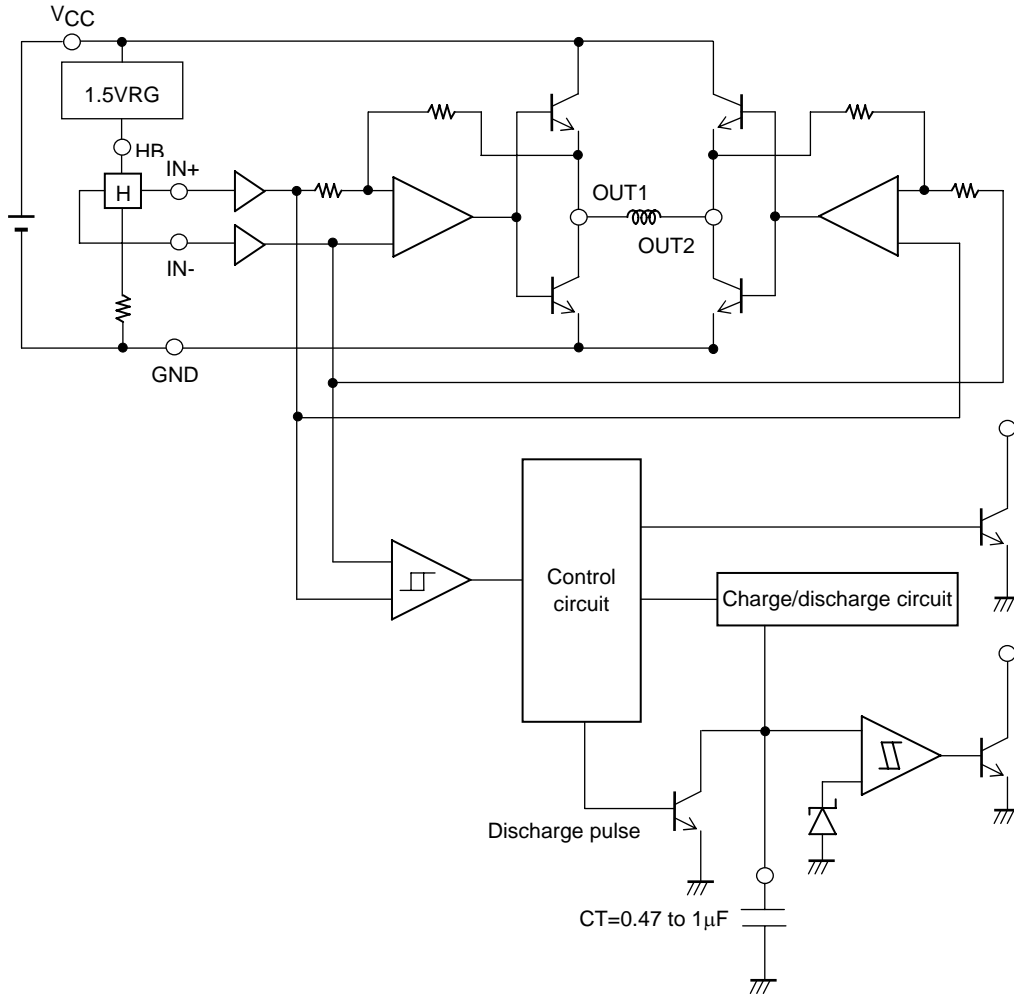 VCC
1.5VRG
HB
IN+
H
OUT1
OUT2
IN-
GND
Control
circuit
Charge/discharge circuit
Discharge pulse
CT=0.47 to 1μF